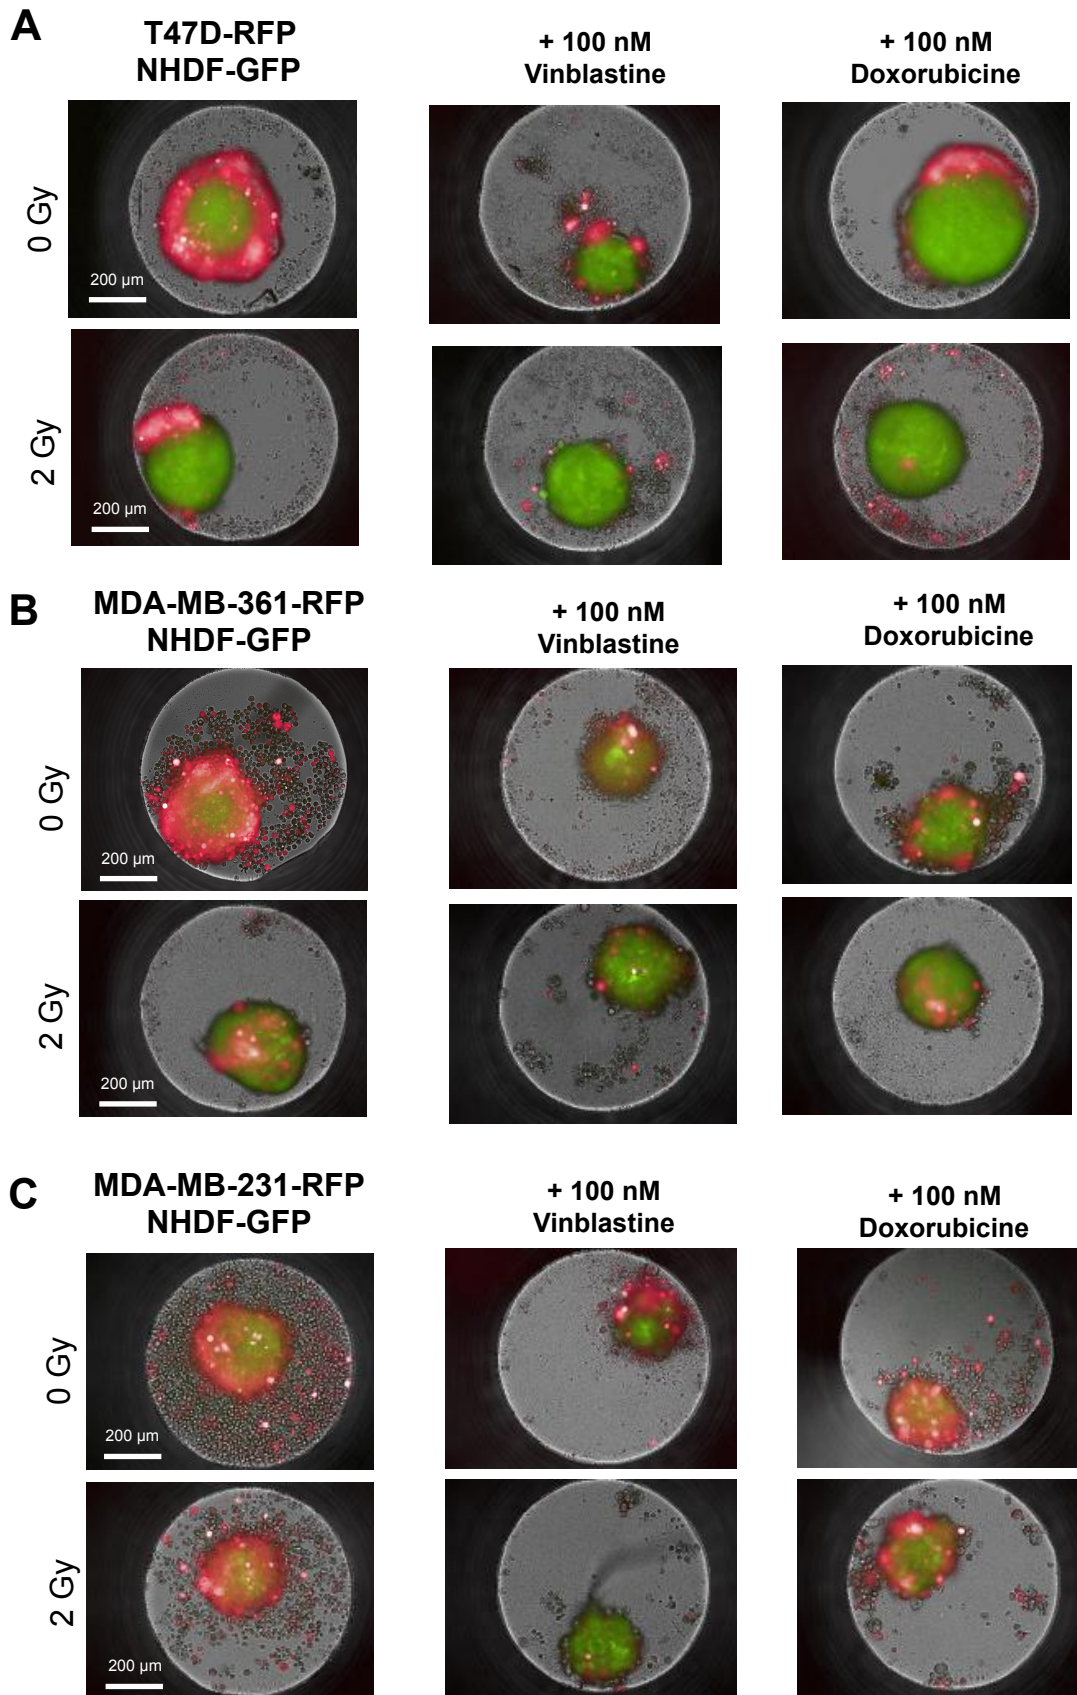 A
T47D-RFP
NHDF-GFP
+ 100 nM
Vinblastine
+ 100 nM
Doxorubicine
0 Gy
200 µm
2 Gy
200 µm
B
MDA-MB-361-RFP
NHDF-GFP
+ 100 nM
Vinblastine
+ 100 nM
Doxorubicine
0 Gy
200 µm
2 Gy
200 µm
C
MDA-MB-231-RFP
NHDF-GFP
+ 100 nM
Vinblastine
+ 100 nM
Doxorubicine
0 Gy
200 µm
2 Gy
200 µm